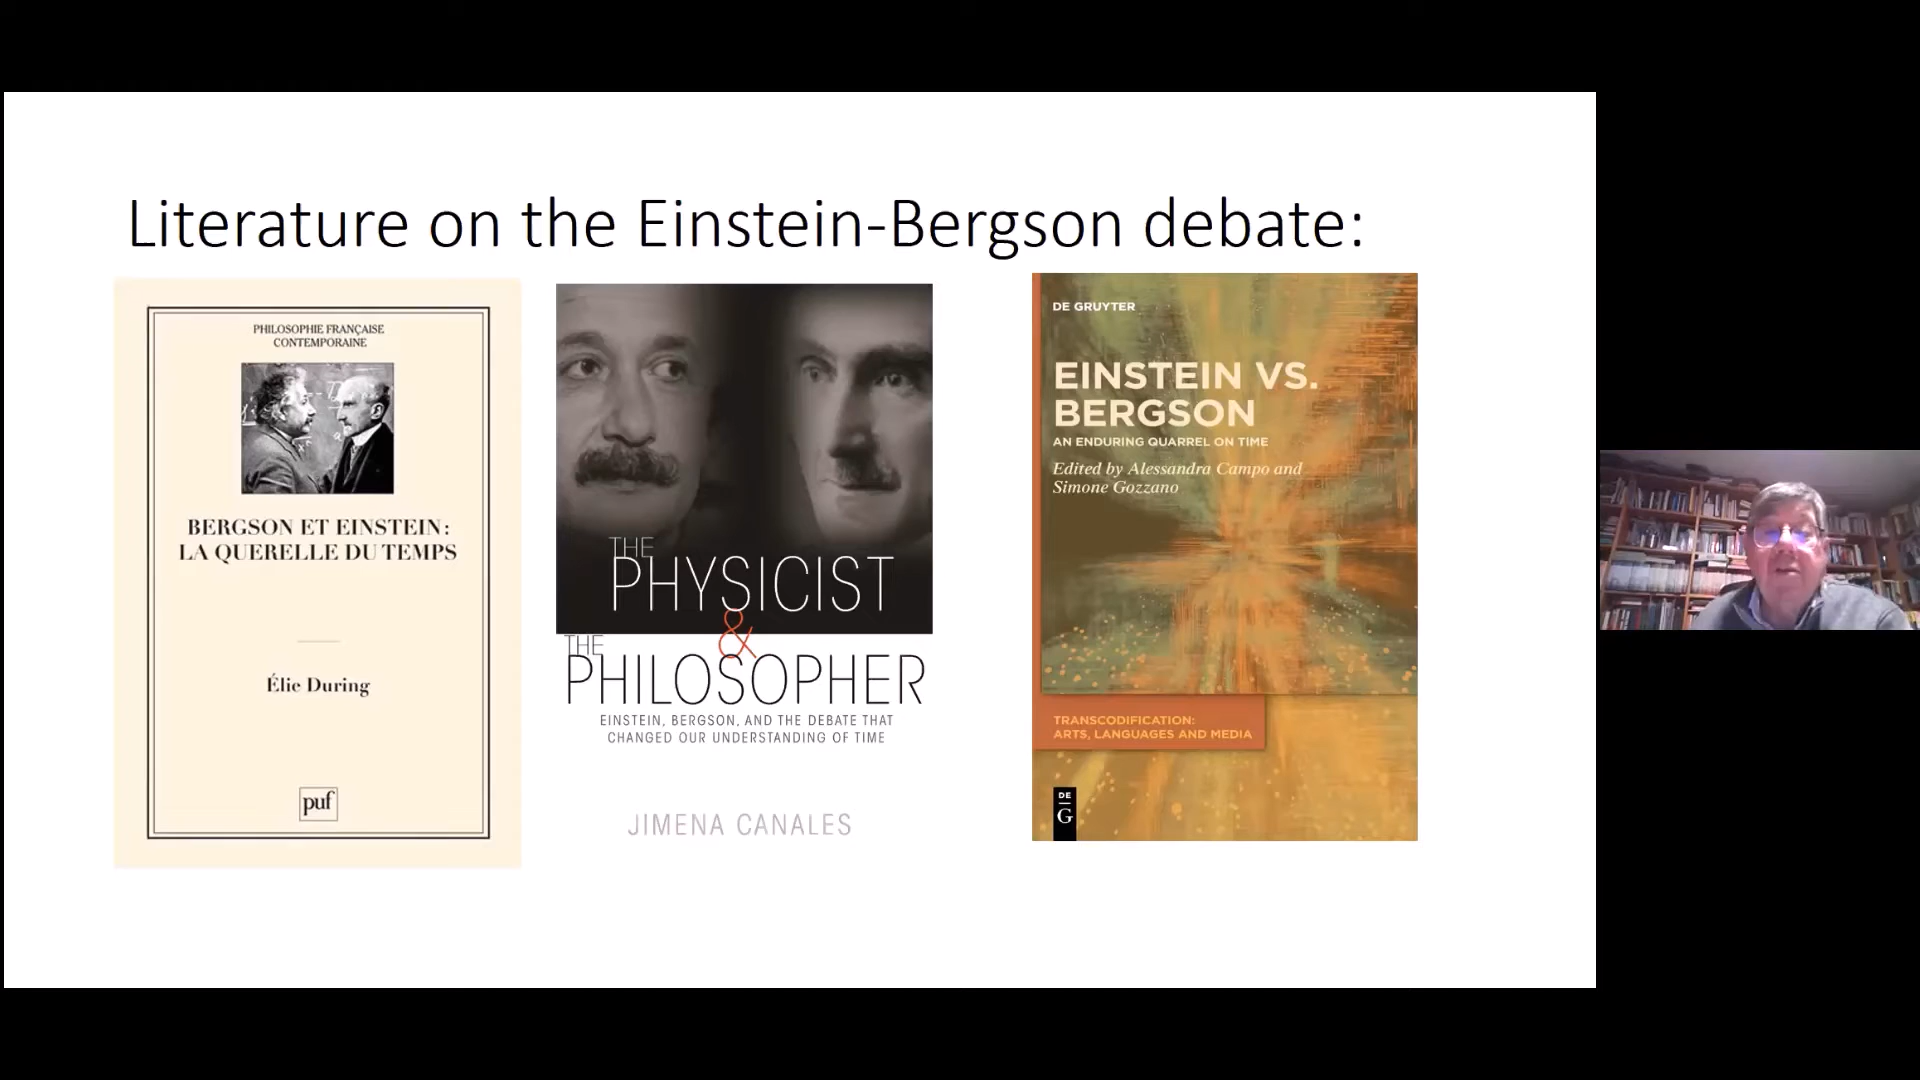 Literature on the Einstein-Bergson debate:
PHILOSOPHIE FRANÇAISE
CONTEMPORAINE
BERGSON ET EINSTEIN:
LA QUERELLE DU TEMPS
Élie During
puf
THE
PHYSICIST
&
THE
PHILOSOPHER
EINSTEIN, BERGSON, AND THE DEBATE THAT
CHANGED OUR UNDERSTANDING OF TIME
JIMENA CANALES
DE GRUYTER
EINSTEIN VS.
BERGSON
AN ENDURING QUARREL ON TIME
Edited by Alessandra Campo and
Simone Gozzano
TRANSCODIFICATION:
ARTS, LANGUAGES AND MEDIA
DE
G